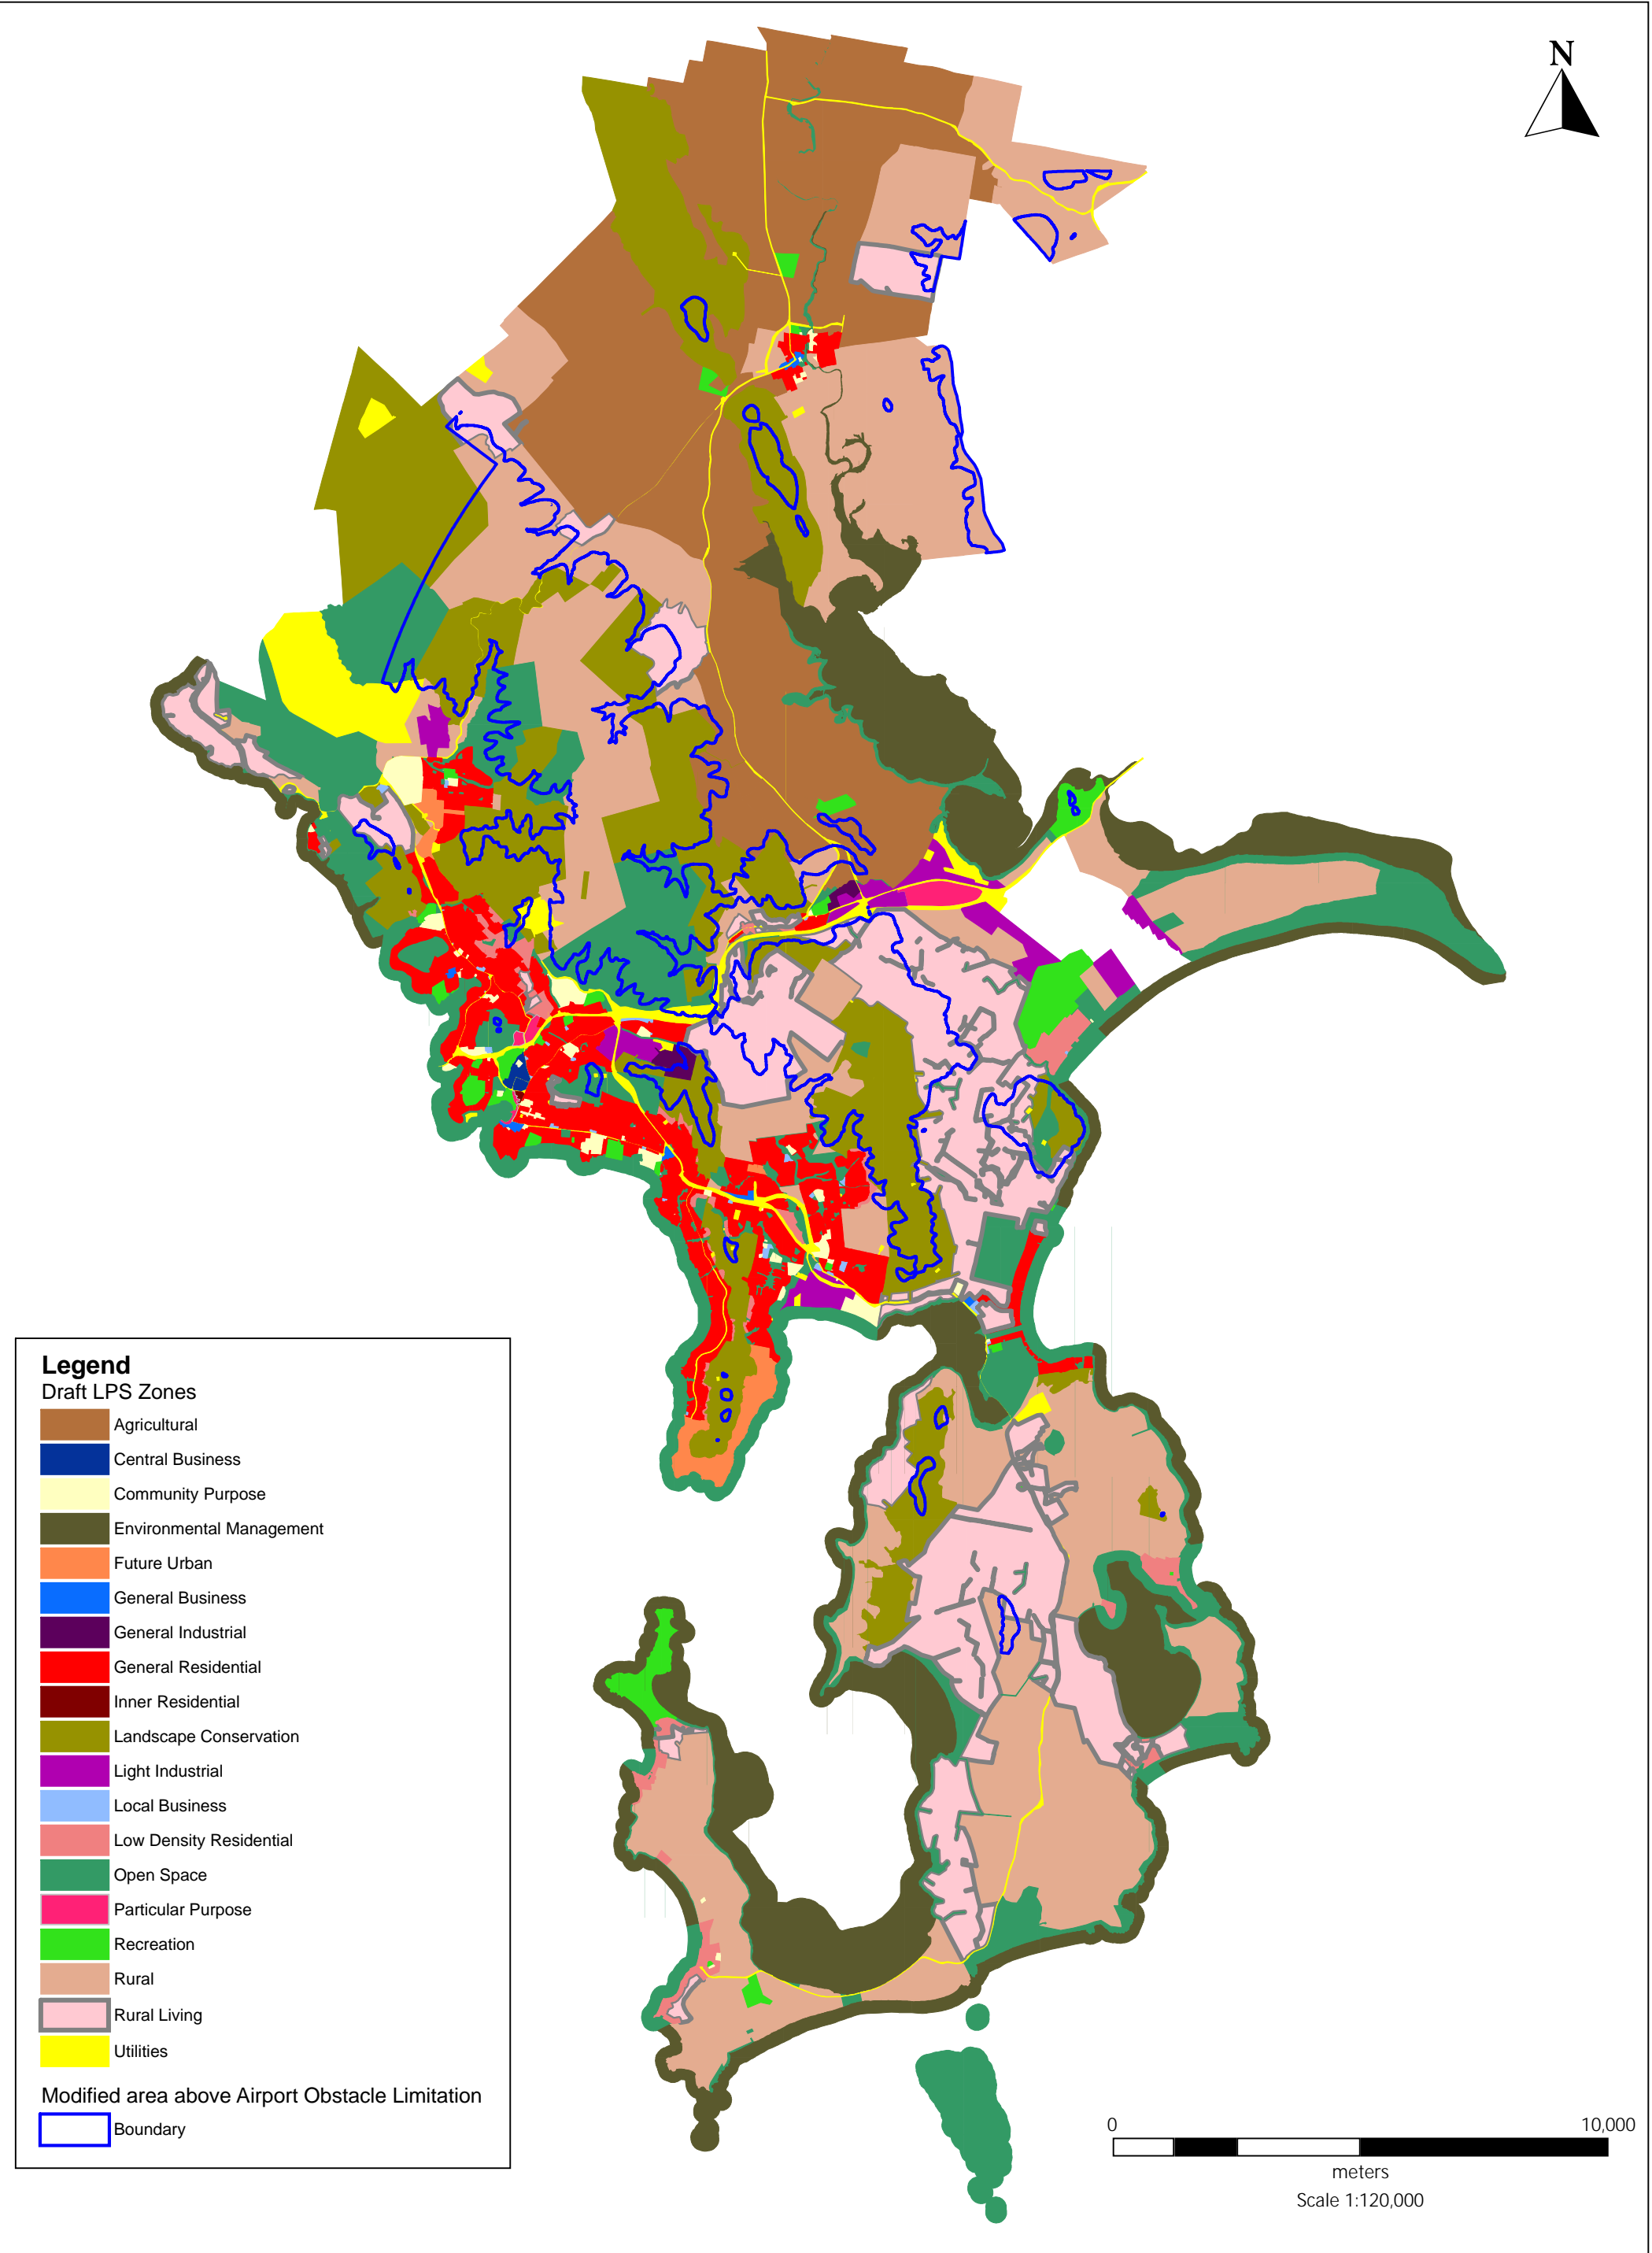 N
Legend
Draft LPS Zones
Agricultural
Central Business
Community Purpose
Environmental Management
Future Urban
General Business
General Industrial
General Residential
Inner Residential
Landscape Conservation
Light Industrial
Local Business
Low Density Residential
Open Space
Particular Purpose
Recreation
Rural
Rural Living
Utilities
Modified area above Airport Obstacle Limitation
Boundary
0 10,000
meters
Scale 1:120,000